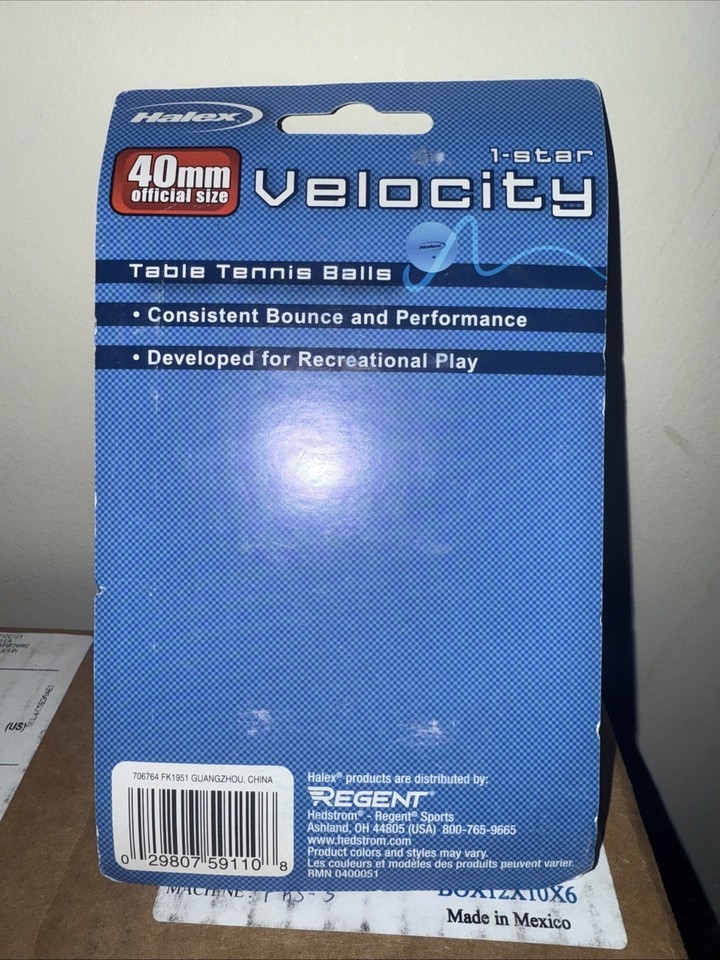 Halex
40mm
official size
1-star
Velocity
Halex
Table Tennis Balls
• Consistent Bounce and Performance
• Developed for Recreational Play
706764 FK1951 GUANGZHOU, CHINA
0 29807 59110 8
Halex® products are distributed by:
REGENT®
Hedstrom® - Regent® Sports
Ashland, OH 44805 (USA) 800-765-9665
www.hedstrom.com
Product colors and styles may vary.
Les couleurs et modèles des produits peuvent varier.
RMN 0400051
(US)
MACHINE:
BOX12X10X6
Made in Mexico